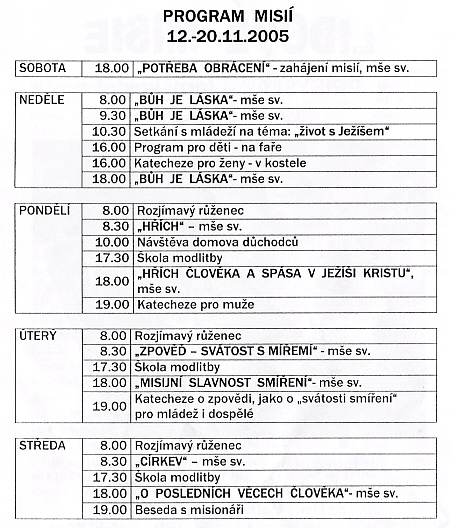 PROGRAM MISIÍ
12.-20.11.2005
SOBOTA 18.00 „POTŘEBA OBRÁCENÍ“ - zahájení misií, mše sv.
NEDĚLE 8.00 „BŮH JE LÁSKA“- mše sv.
9.30 „BŮH JE LÁSKA“- mše sv.
10.30 Setkání s mládeží na téma: „život s Ježíšem“
16.00 Program pro děti - na faře
16.00 Katecheze pro ženy - v kostele
18.00 „BŮH JE LÁSKA“- mše sv.
PONDĚLÍ 8.00 Rozjímavý růženec
8.30 „HŘÍCH“ – mše sv.
10.00 Návštěva domova důchodců
17.30 Škola modlitby
18.00 „HŘÍCH ČLOVĚKA A SPÁSA V JEŽÍŠI KRISTU“,
mše sv.
19.00 Katecheze pro muže
ÚTERÝ 8.00 Rozjímavý růženec
8.30 „ZPOVĚĎ – SVÁTOST S MÍŘEMÍ“ - mše sv.
17.30 Škola modlitby
18.00 „MISIJNÍ SLAVNOST SMÍŘENÍ“- mše sv.
19.00 Katecheze o zpovědi, jako o „svátosti smíření“
pro mládež i dospělé
STŘEDA 8.00 Rozjímavý růženec
8.30 „CÍRKEV“ – mše sv.
17.30 Škola modlitby
18.00 „O POSLEDNÍCH VĚCECH ČLOVĚKA“- mše sv.
19.00 Beseda s misionáři